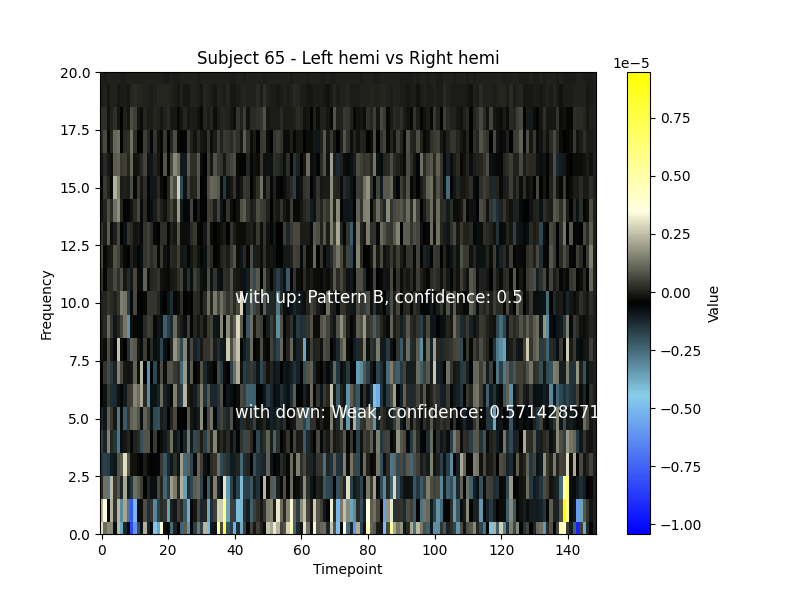 Subject 65 - Left hemi vs Right hemi
1e−5
20.0
17.5
15.0
12.5
10.0
7.5
5.0
2.5
0.0
Frequency
with up: Pattern B, confidence: 0.5
with down: Weak, confidence: 0.571428571
0 20 40 60 80 100 120 140
Timepoint
0.75
0.50
0.25
0.00
−0.25
−0.50
−0.75
−1.00
Value